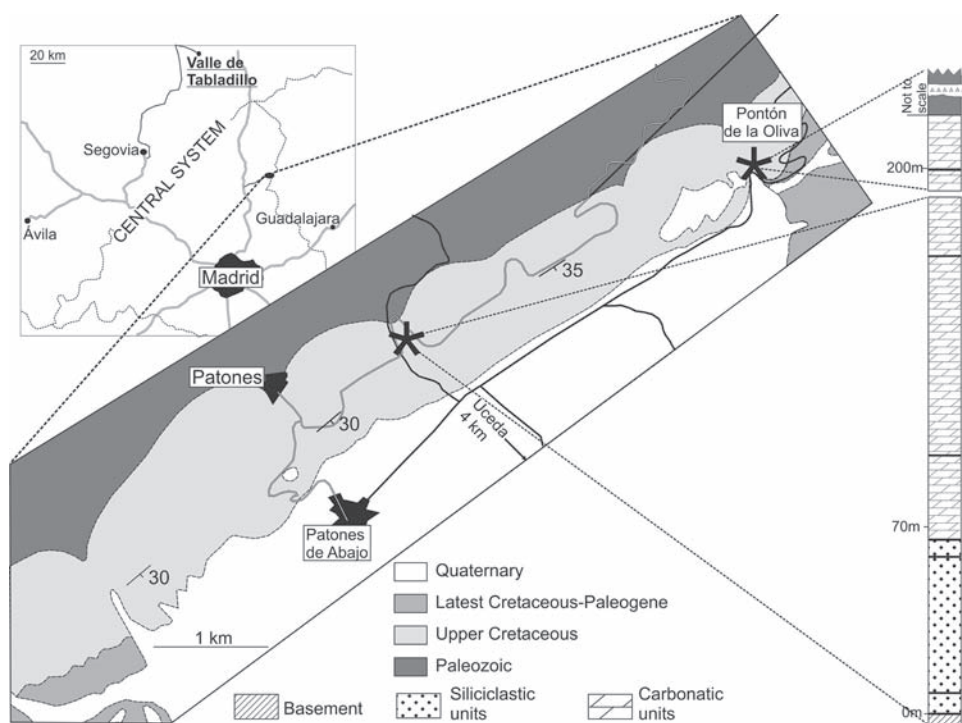 20 km
Valle de
Tabladillo
Segovia
CENTRAL SYSTEM
Ávila
Guadalajara
Madrid
Pontón
de la Oliva
Not to
scale
200m
35
Patones
30
Uceda
4 km
70m
Patones
de Abajo
30
1 km
Quaternary
Latest Cretaceous-Paleogene
Upper Cretaceous
Paleozoic
Basement
Siliciclastic
units
Carbonatic
units
0m